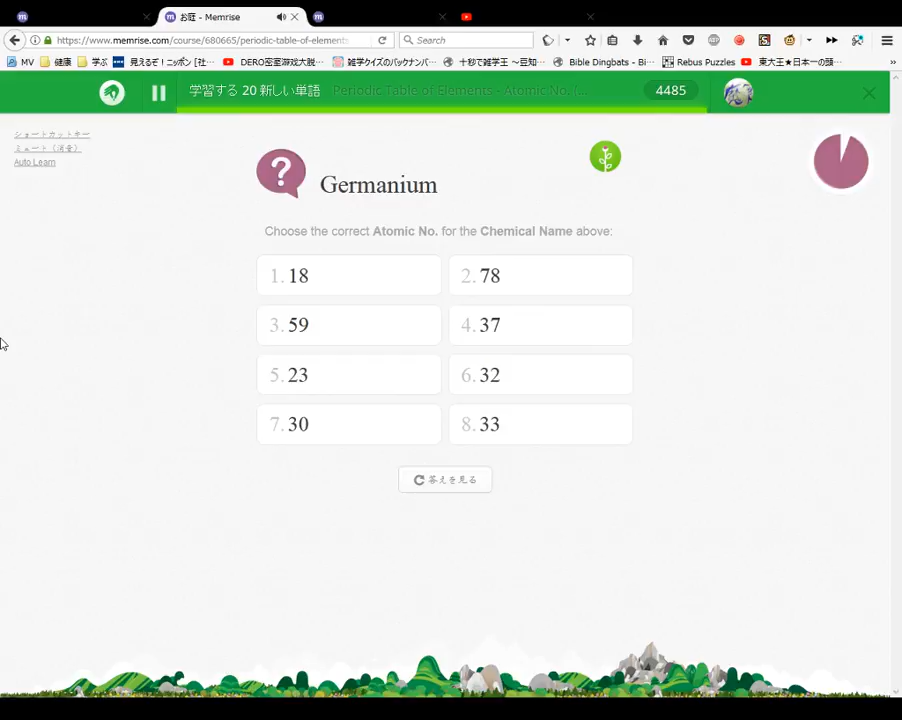 お庭 - Memrise
https://www.memrise.com/course/680665/periodic-table-of-elements
Search
MV
健康
学ぶ
見えるぞ！ニッポン [社…
DERO密室游戏大脱…
雑学クイズのバックナンバ…
十秒で雑学王 ～豆知…
Bible Dingbats - Bi…
Rebus Puzzles
東大王★日本一の頭…
学習する 20 新しい単語
Periodic Table of Elements - Atomic No. (…
4485
ショートカットキー
ミュート（消音）
Auto Learn
?
Germanium
Choose the correct Atomic No. for the Chemical Name above:
1. 18
2. 78
3. 59
4. 37
5. 23
6. 32
7. 30
8. 33
答えを見る